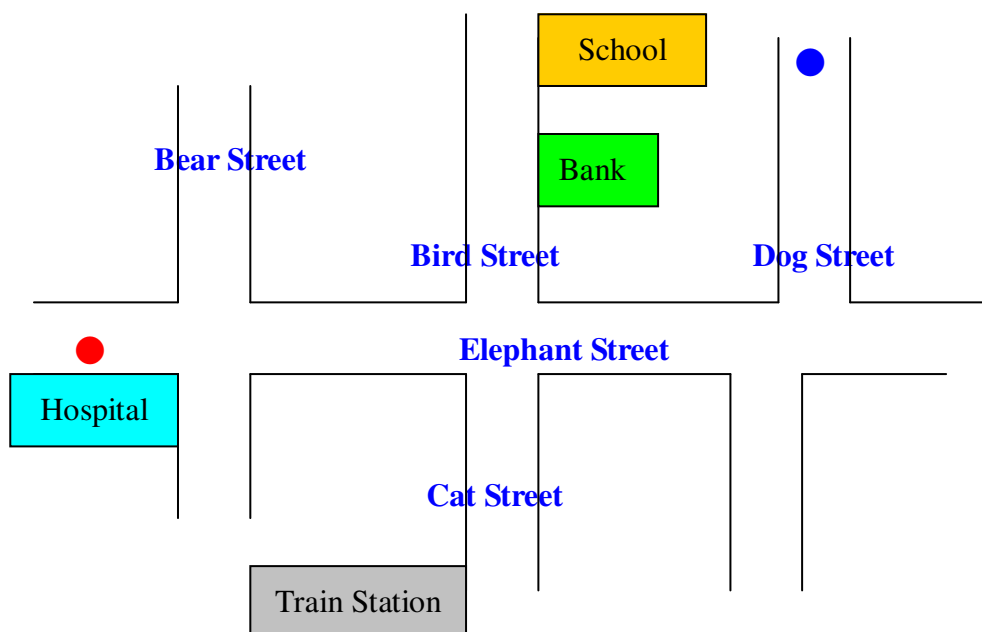 School
Bear Street
Bank
Bird Street
Dog Street
Elephant Street
Hospital
Cat Street
Train Station